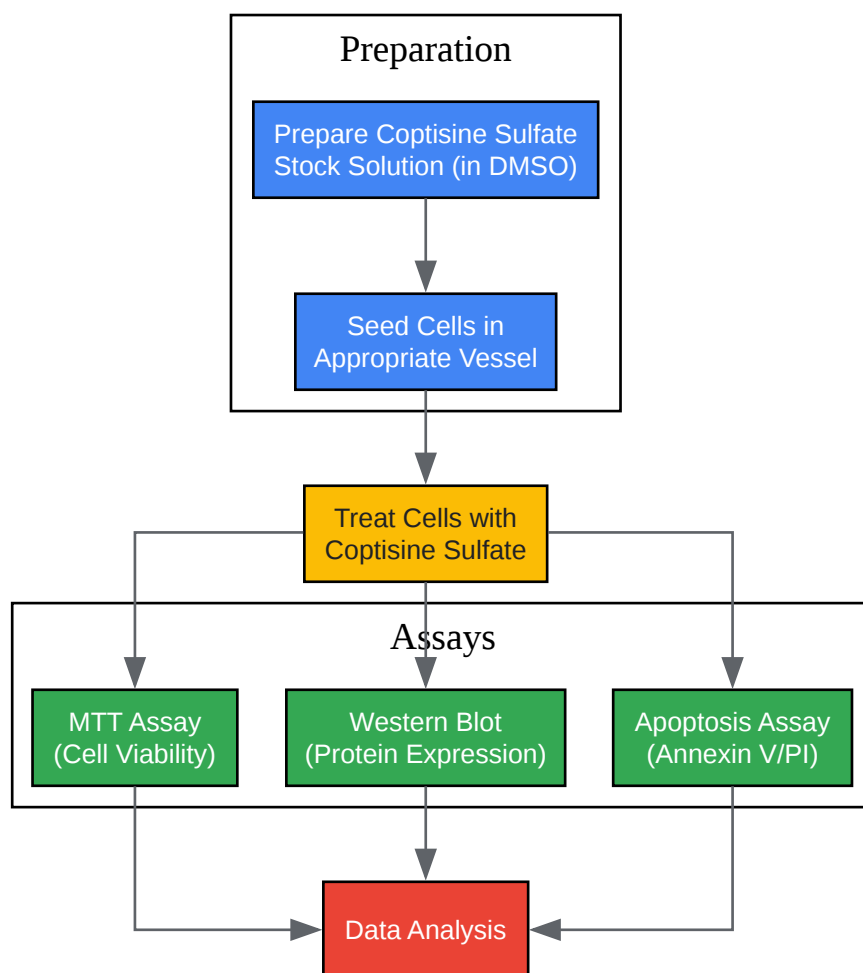 Preparation
Prepare Coptisine Sulfate
Stock Solution (in DMSO)
Seed Cells in
Appropriate Vessel
Treat Cells with
Coptisine Sulfate
Assays
MTT Assay
(Cell Viability)
Western Blot
(Protein Expression)
Apoptosis Assay
(Annexin V/PI)
Data Analysis